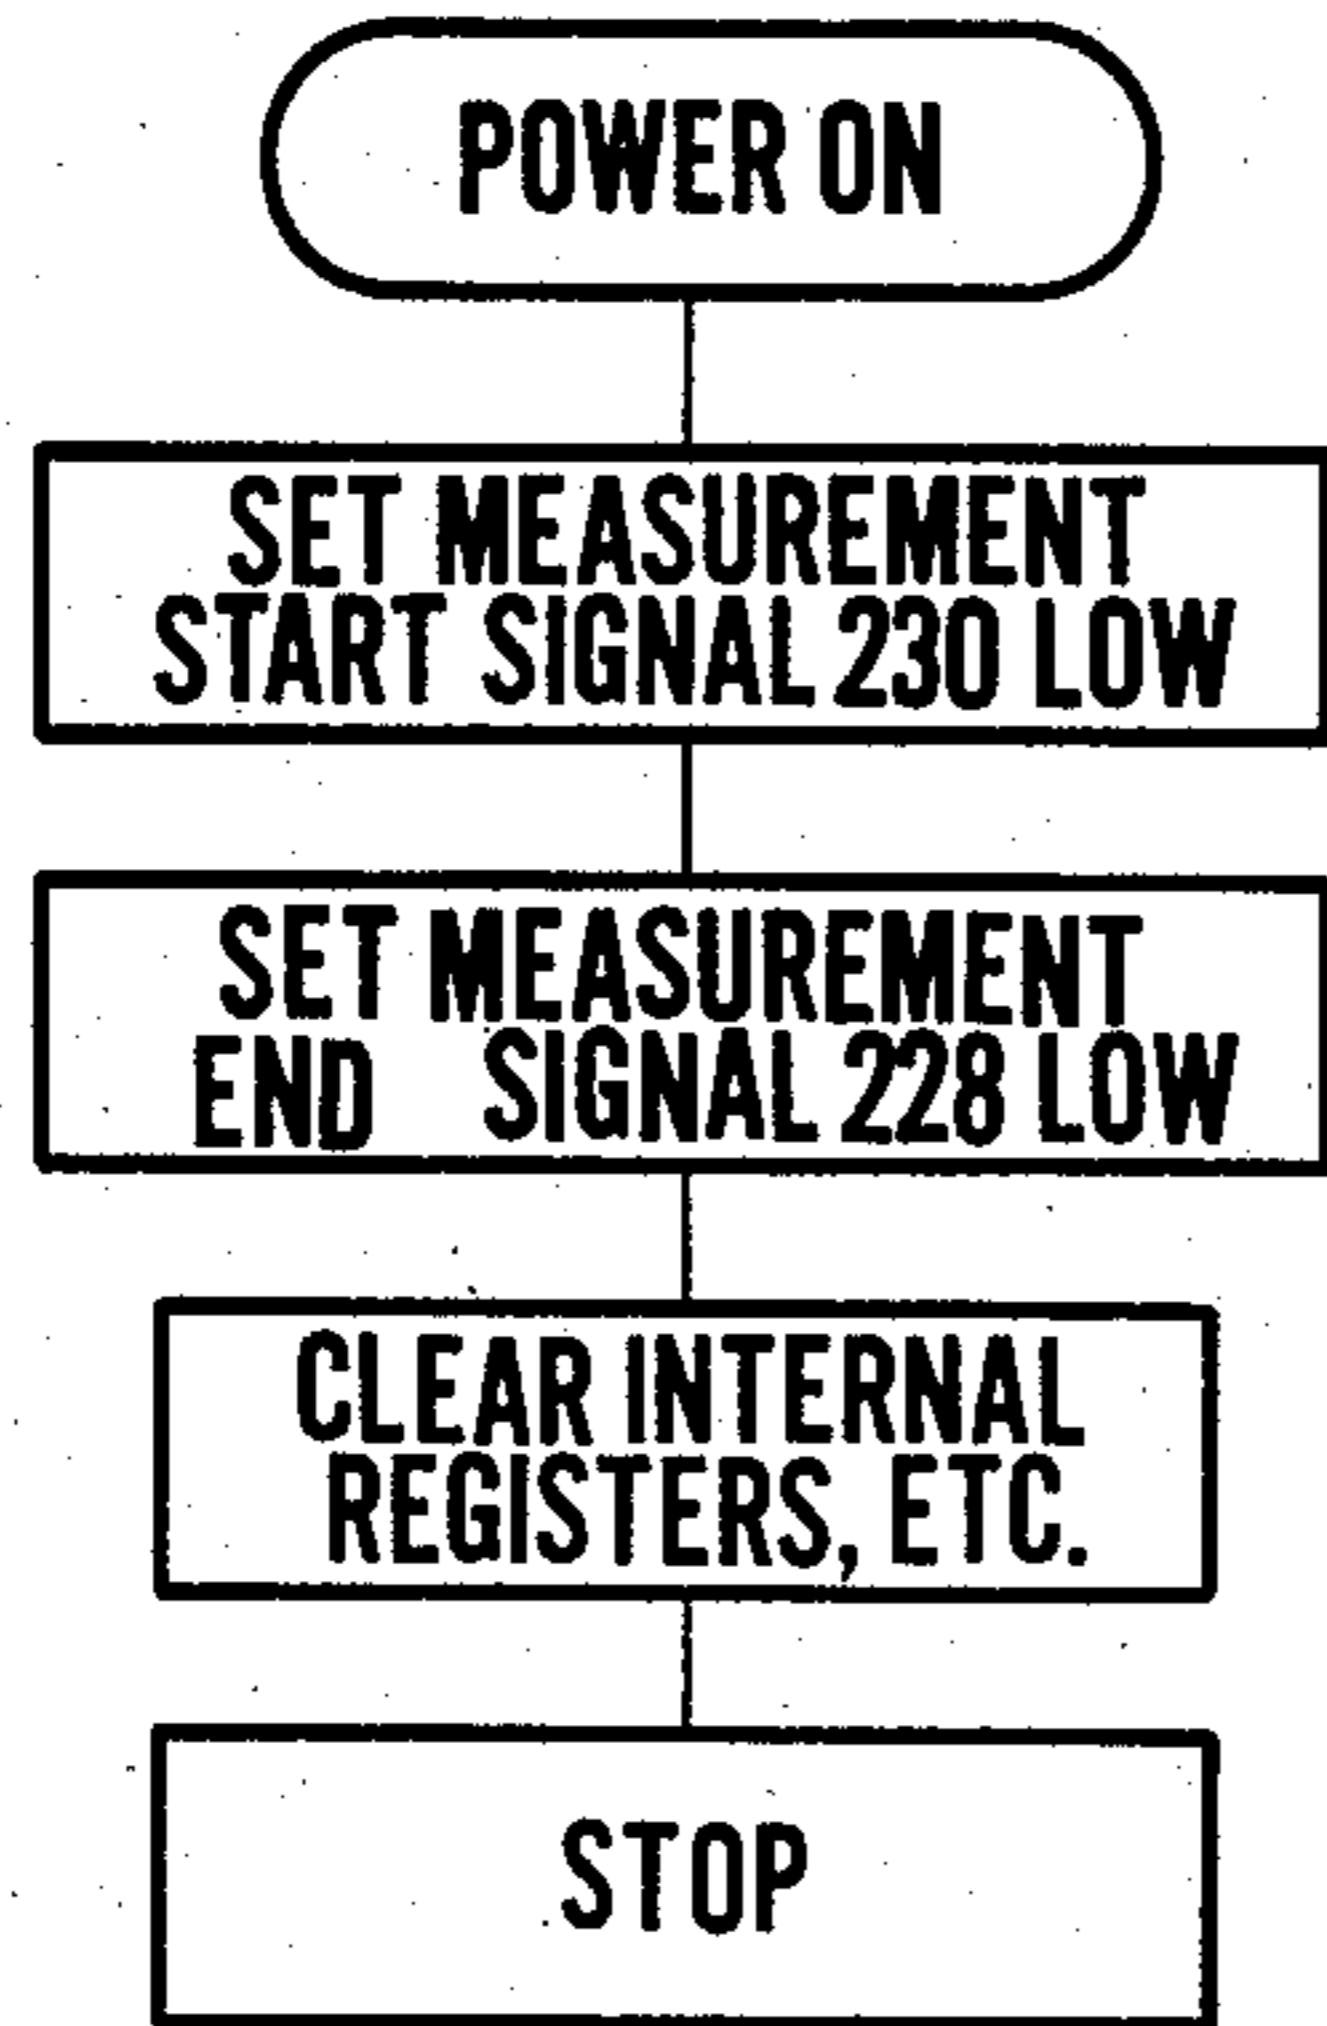 POWER ON
SET MEASUREMENT
START SIGNAL 230 LOW
SET MEASUREMENT
END SIGNAL 228 LOW
CLEAR INTERNAL
REGISTERS, ETC.
STOP